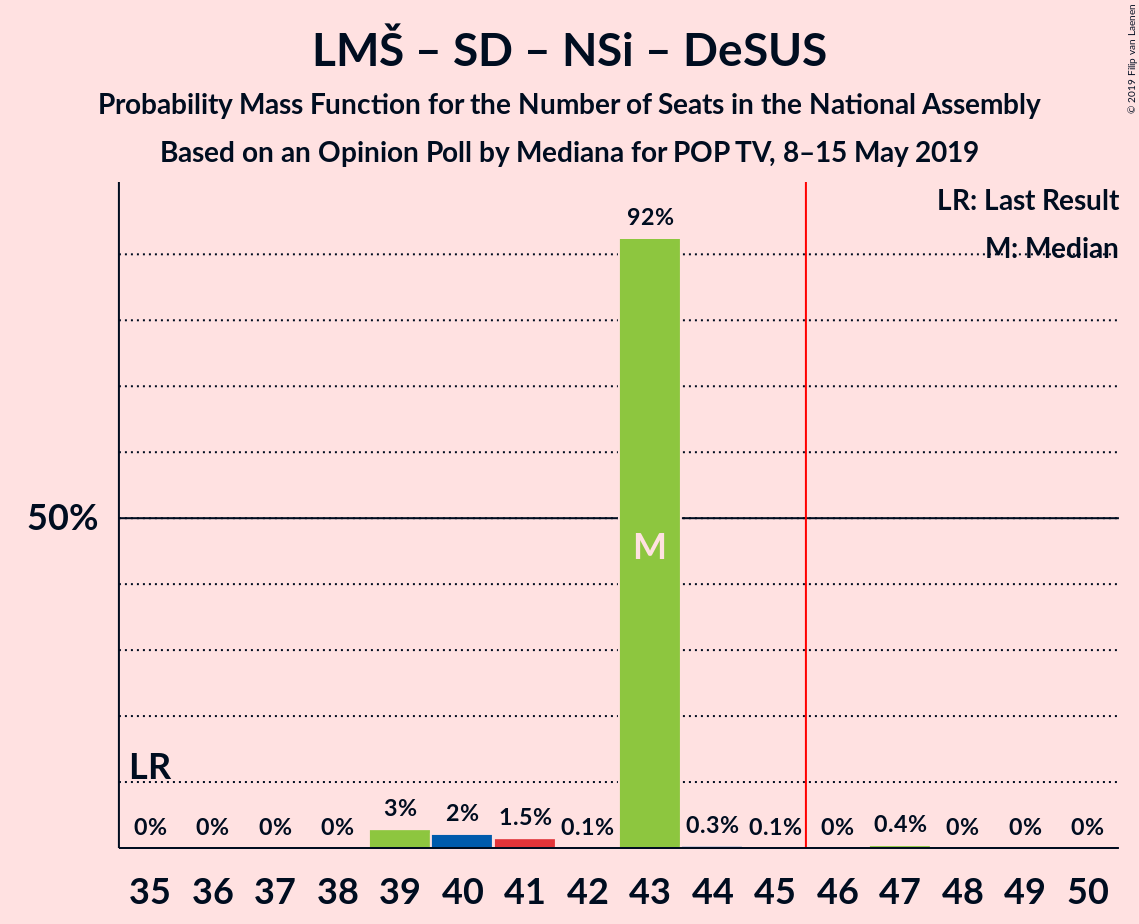 LMŠ – SD – NSi – DeSUS
Probability Mass Function for the Number of Seats in the National Assembly
Based on an Opinion Poll by Mediana for POP TV, 8–15 May 2019
© 2019 Filip van Laenen
LR: Last Result
M: Median
50%
LR
M
0% 0% 0% 0% 3% 2% 1.5% 0.1% 92% 0.3% 0.1% 0% 0.4% 0% 0% 0%
35 36 37 38 39 40 41 42 43 44 45 46 47 48 49 50